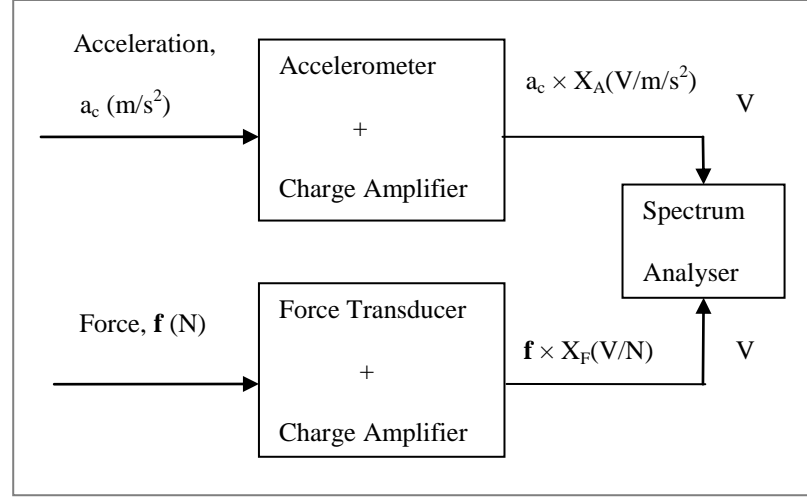 Acceleration,
a_c (m/s²)
Accelerometer
+
Charge Amplifier
a_c × X_A(V/m/s²)
V
Spectrum
Analyser
Force, f (N)
Force Transducer
+
Charge Amplifier
f × X_F(V/N)
V